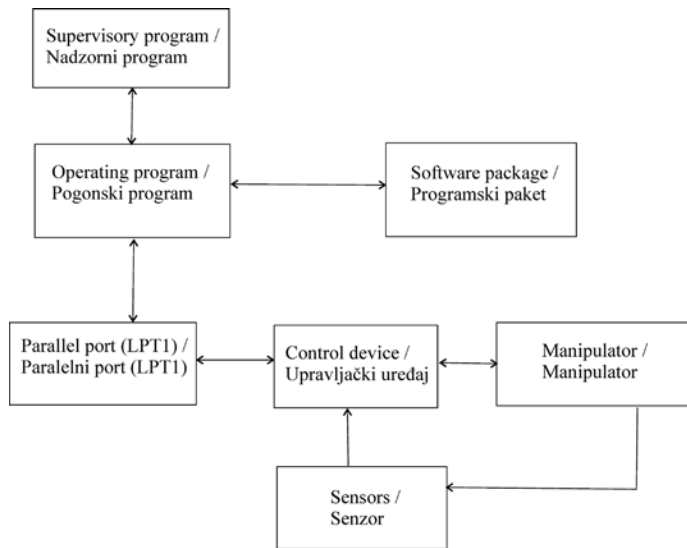 Supervisory program /
Nadzorni program
Operating program /
Pogonski program
Software package /
Programski paket
Parallel port (LPT1) /
Paralelni port (LPT1)
Control device /
Upravljački uređaj
Manipulator /
Manipulator
Sensors /
Senzor